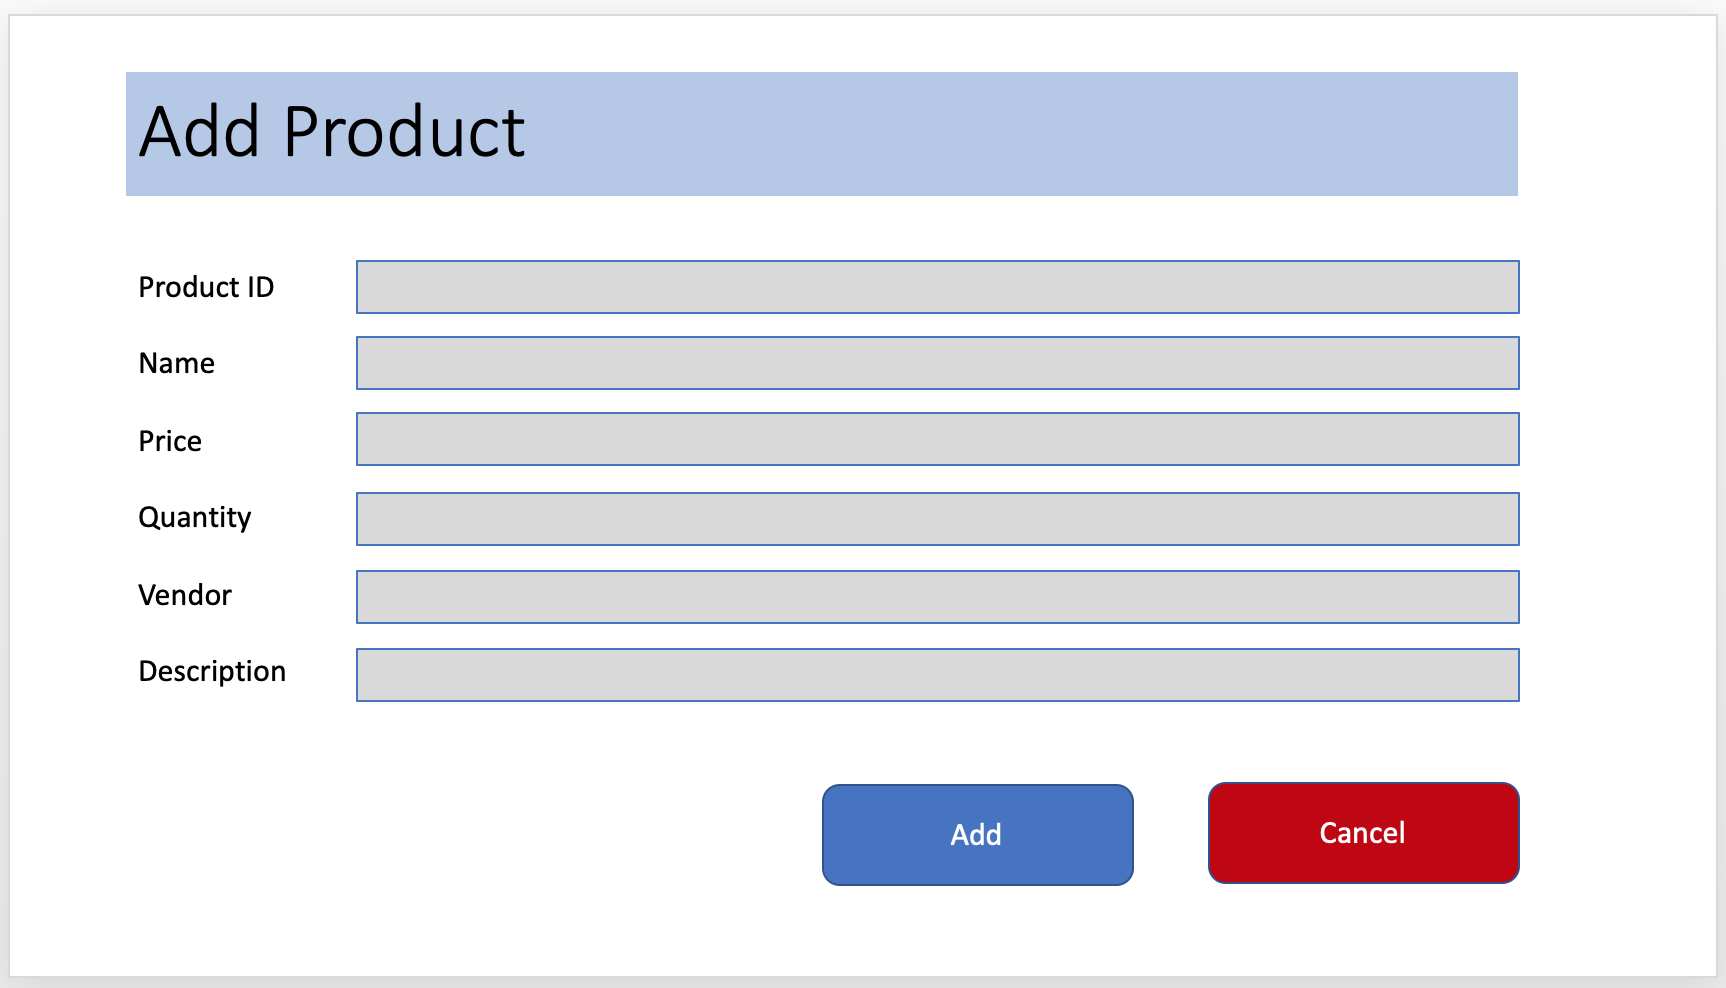 Add Product
Product ID
Name
Price
Quantity
Vendor
Description
Add
Cancel